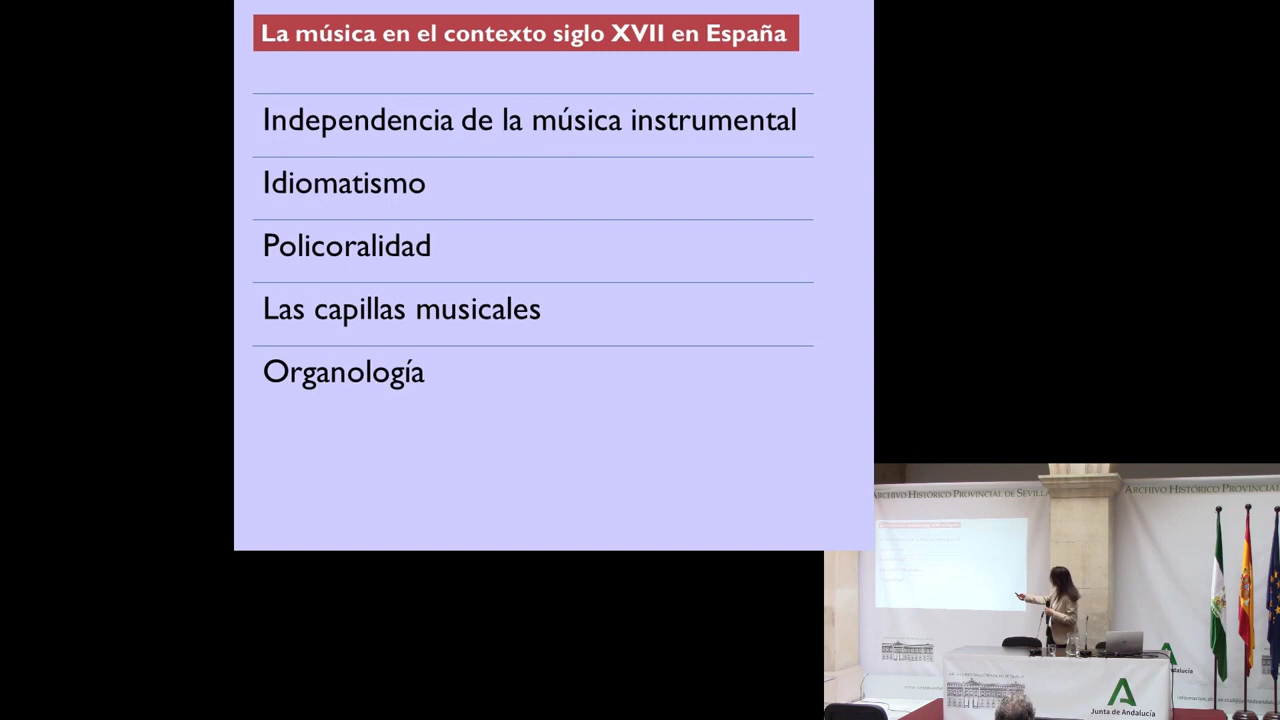 La música en el contexto siglo XVII en España
Independencia de la música instrumental
Idiomatismo
Policoralidad
Las capillas musicales
Organología
ARCHIVO HISTÓRICO PROVINCIAL DE SEVILLA
ARCHIVO HISTÓRICO PROVINCIAL
Junta de Andalucía